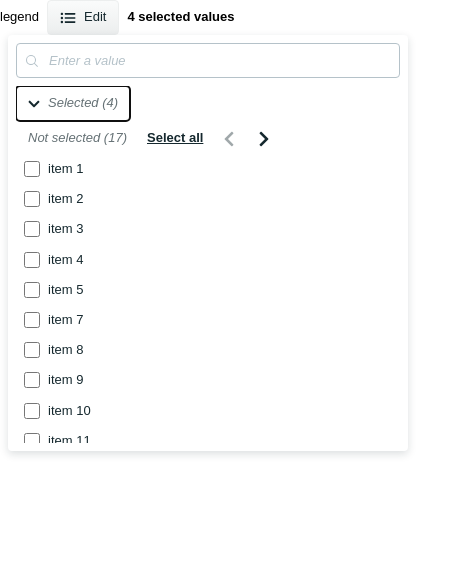 legend Edit 4 selected values
Enter a value
Selected (4)
Not selected (17) Select all
item 1
item 2
item 3
item 4
item 5
item 7
item 8
item 9
item 10
item 11